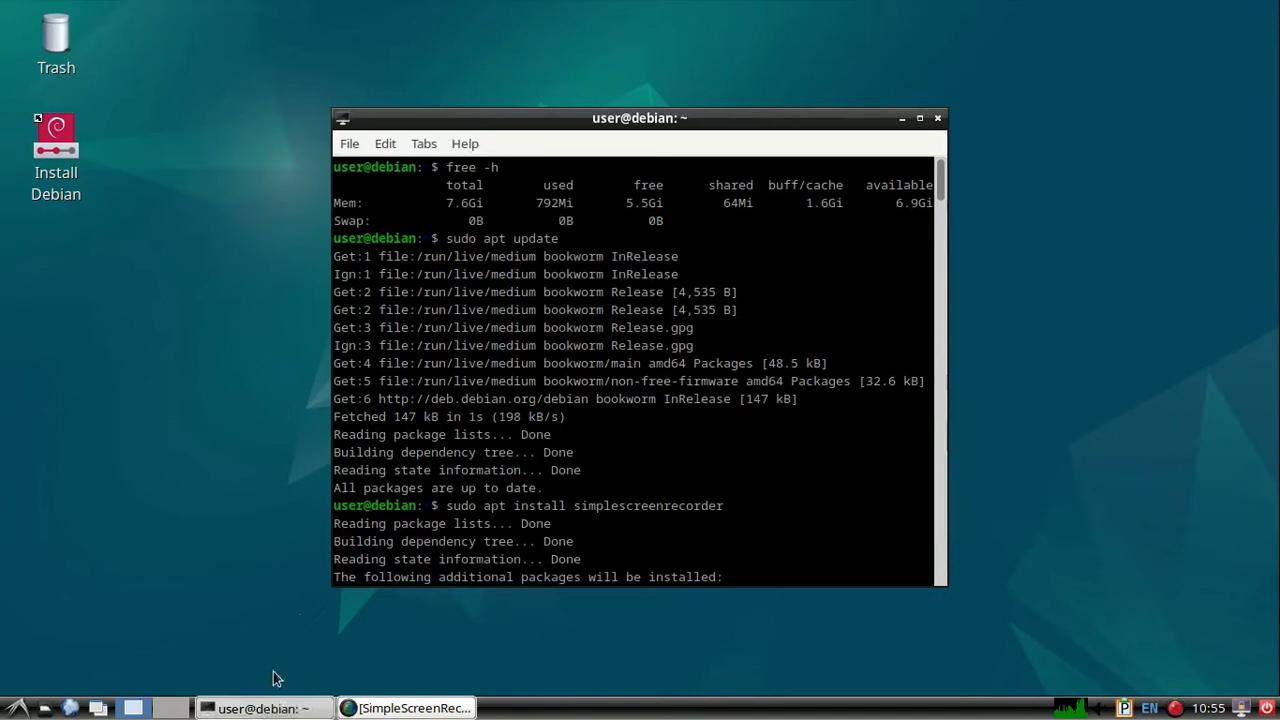 Trash
Install
Debian
user@debian: ~
File Edit Tabs Help
user@debian: $ free -h
total used free shared buff/cache available
Mem: 7.6Gi 792Mi 5.5Gi 64Mi 1.6Gi 6.9Gi
Swap: 0B 0B 0B
user@debian: $ sudo apt update
Get:1 file:/run/live/medium bookworm InRelease
Ign:1 file:/run/live/medium bookworm InRelease
Get:2 file:/run/live/medium bookworm Release [4,535 B]
Get:2 file:/run/live/medium bookworm Release [4,535 B]
Get:3 file:/run/live/medium bookworm Release.gpg
Ign:3 file:/run/live/medium bookworm Release.gpg
Get:4 file:/run/live/medium bookworm/main amd64 Packages [48.5 kB]
Get:5 file:/run/live/medium bookworm/non-free-firmware amd64 Packages [32.6 kB]
Get:6 http://deb.debian.org/debian bookworm InRelease [147 kB]
Fetched 147 kB in 1s (198 kB/s)
Reading package lists... Done
Building dependency tree... Done
Reading state information... Done
All packages are up to date.
user@debian: $ sudo apt install simplescreenrecorder
Reading package lists... Done
Building dependency tree... Done
Reading state information... Done
The following additional packages will be installed:
user@debian: ~ [SimpleScreenRec... P EN 10:55